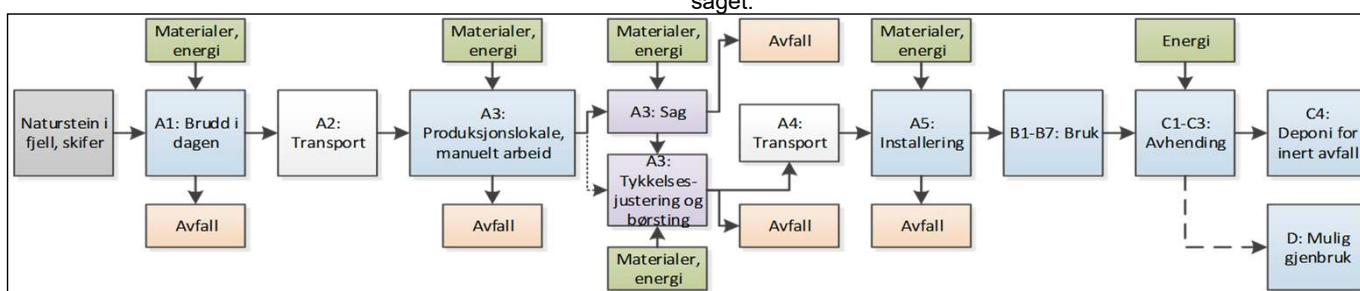 saget.
Materialer,
energi
Materialer,
energi
Materialer,
energi
Avfall
Materialer,
energi
Energi
Naturstein i
fjell, skifer
A1: Brudd i
dagen
A2:
Transport
A3:
Produksjonslokale,
manuelt arbeid
A3: Sag
A3:
Tykkelses-
justering og
børsting
A4:
Transport
A5:
Installering
B1-B7: Bruk
C1-C3:
Avhending
C4:
Deponi for
inert avfall
Avfall
Avfall
Materialer,
energi
Avfall
Avfall
D: Mulig
gjenbruk